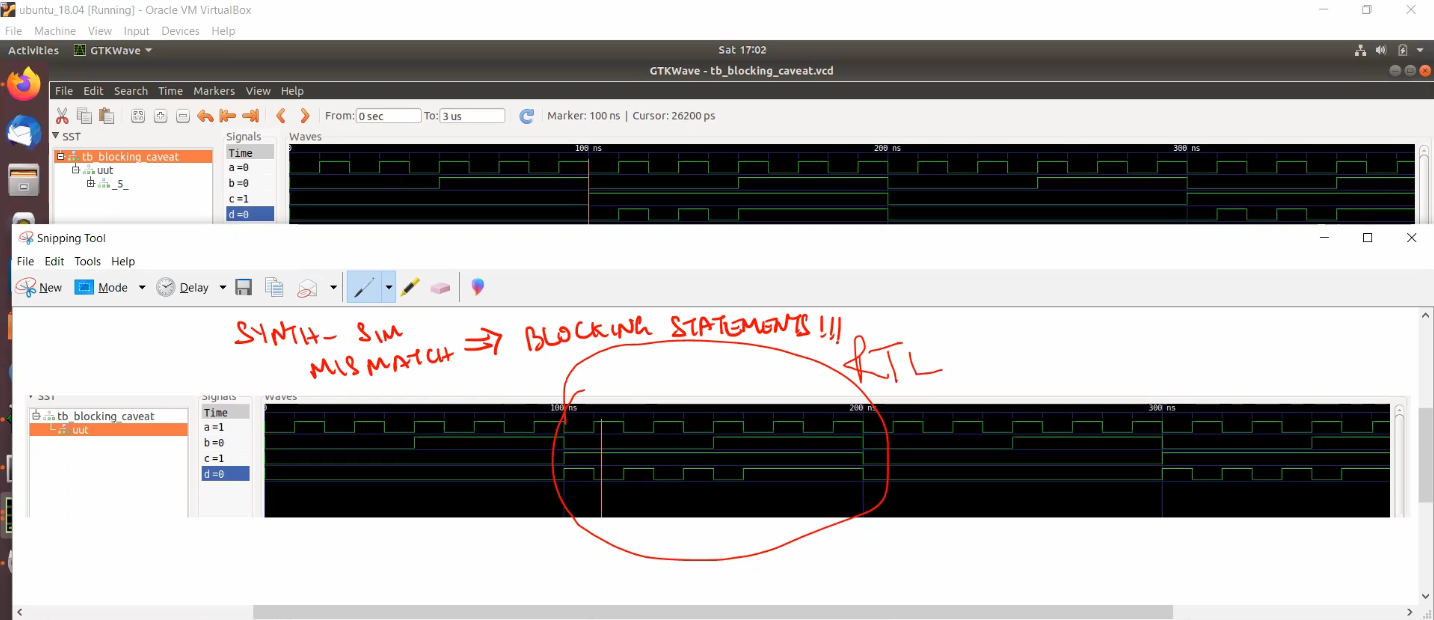 ubuntu_18.04 [Running] - Oracle VM VirtualBox
File Machine View Input Devices Help
Activities GTKWave Sat 17:02
GTKWave - tb_blocking_caveat.vcd
File Edit Search Time Markers View Help
From: 0 sec To: 3 us Marker: 100 ns | Cursor: 26200 ps
SST Signals Waves
tb_blocking_caveat Time 0 100 ns 200 ns 300 ns
uut a=0
_5_ b=0
c=1
d=0
Snipping Tool
File Edit Tools Help
New Mode Delay
SYNTH- SIM ⇒ BLOCKING STATEMENTS!!!
MISMATCH
RTL
SST Signals Waves
tb_blocking_caveat Time 0 100 ns 200 ns 300 ns
uut a=1
b=0
c=1
d=0